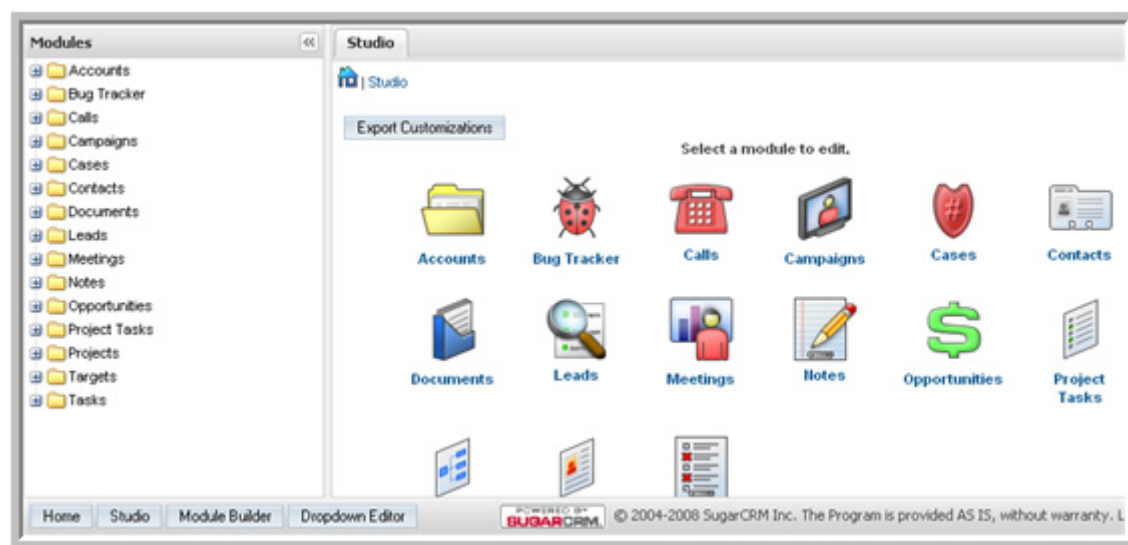 Modules
Accounts
Bug Tracker
Calls
Campaigns
Cases
Contacts
Documents
Leads
Meetings
Notes
Opportunities
Project Tasks
Projects
Targets
Tasks
Studio
| Studio
Export Customizations
Select a module to edit.
Accounts Bug Tracker Calls Campaigns Cases Contacts
Documents Leads Meetings Notes Opportunities Project
Tasks
Home Studio Module Builder Dropdown Editor
POWERED BY
SUGARCRM.
© 2004-2008 SugarCRM Inc. The Program is provided AS IS, without warranty. L